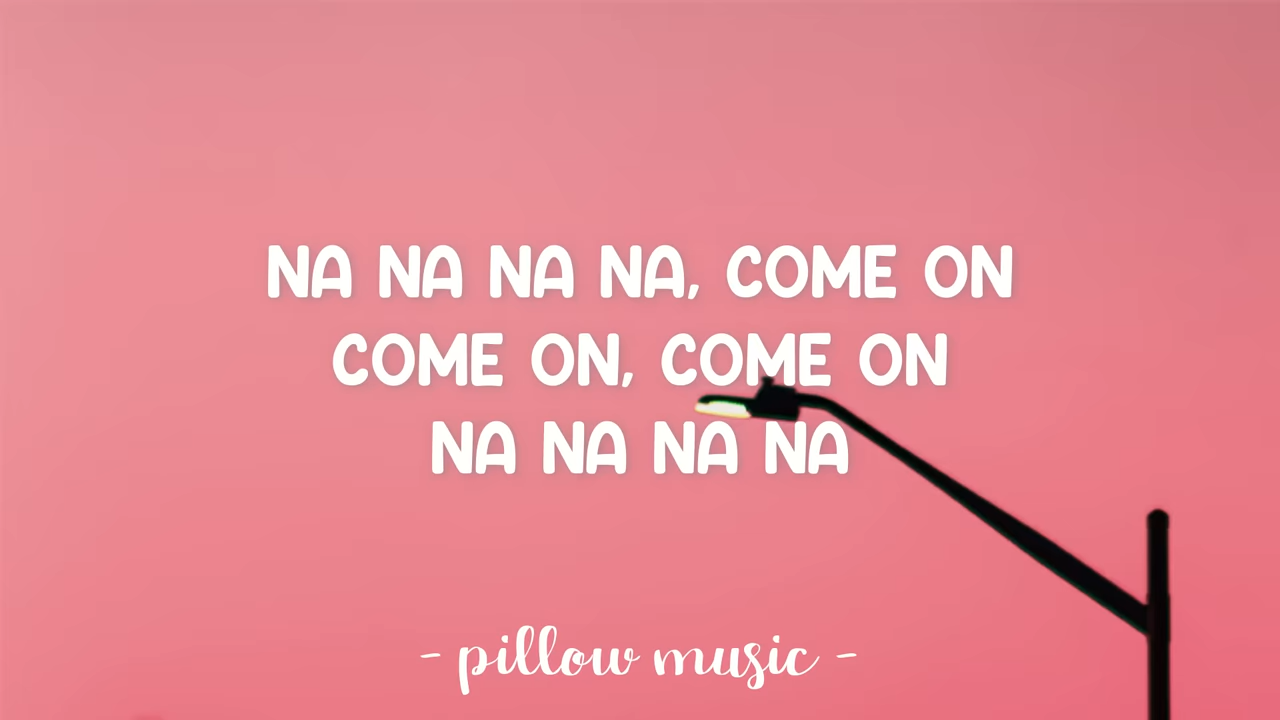 NA NA NA NA, COME ON
COME ON, COME ON
NA NA NA NA
- pillow music -